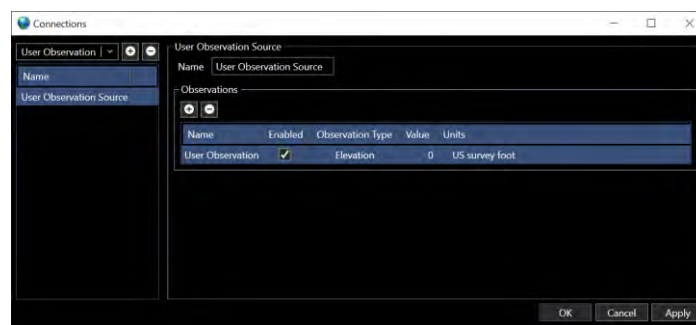 Connections
User Observation
Name
User Observation Source
User Observation Source
Name User Observation Source
Observations
Name Enabled Observation Type Value Units
User Observation Elevation 0 US survey foot
OK Cancel Apply